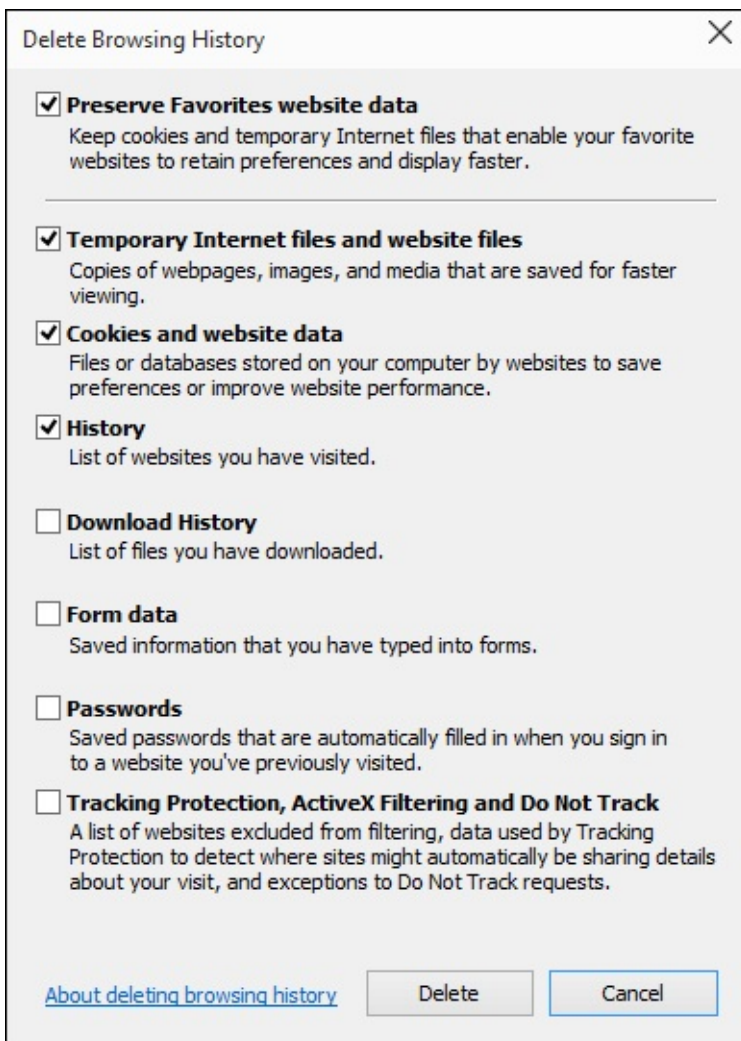 Delete Browsing History
Preserve Favorites website data
Keep cookies and temporary Internet files that enable your favorite
websites to retain preferences and display faster.
Temporary Internet files and website files
Copies of webpages, images, and media that are saved for faster
viewing.
Cookies and website data
Files or databases stored on your computer by websites to save
preferences or improve website performance.
History
List of websites you have visited.
Download History
List of files you have downloaded.
Form data
Saved information that you have typed into forms.
Passwords
Saved passwords that are automatically filled in when you sign in
to a website you've previously visited.
Tracking Protection, ActiveX Filtering and Do Not Track
A list of websites excluded from filtering, data used by Tracking
Protection to detect where sites might automatically be sharing details
about your visit, and exceptions to Do Not Track requests.
About deleting browsing history
Delete
Cancel